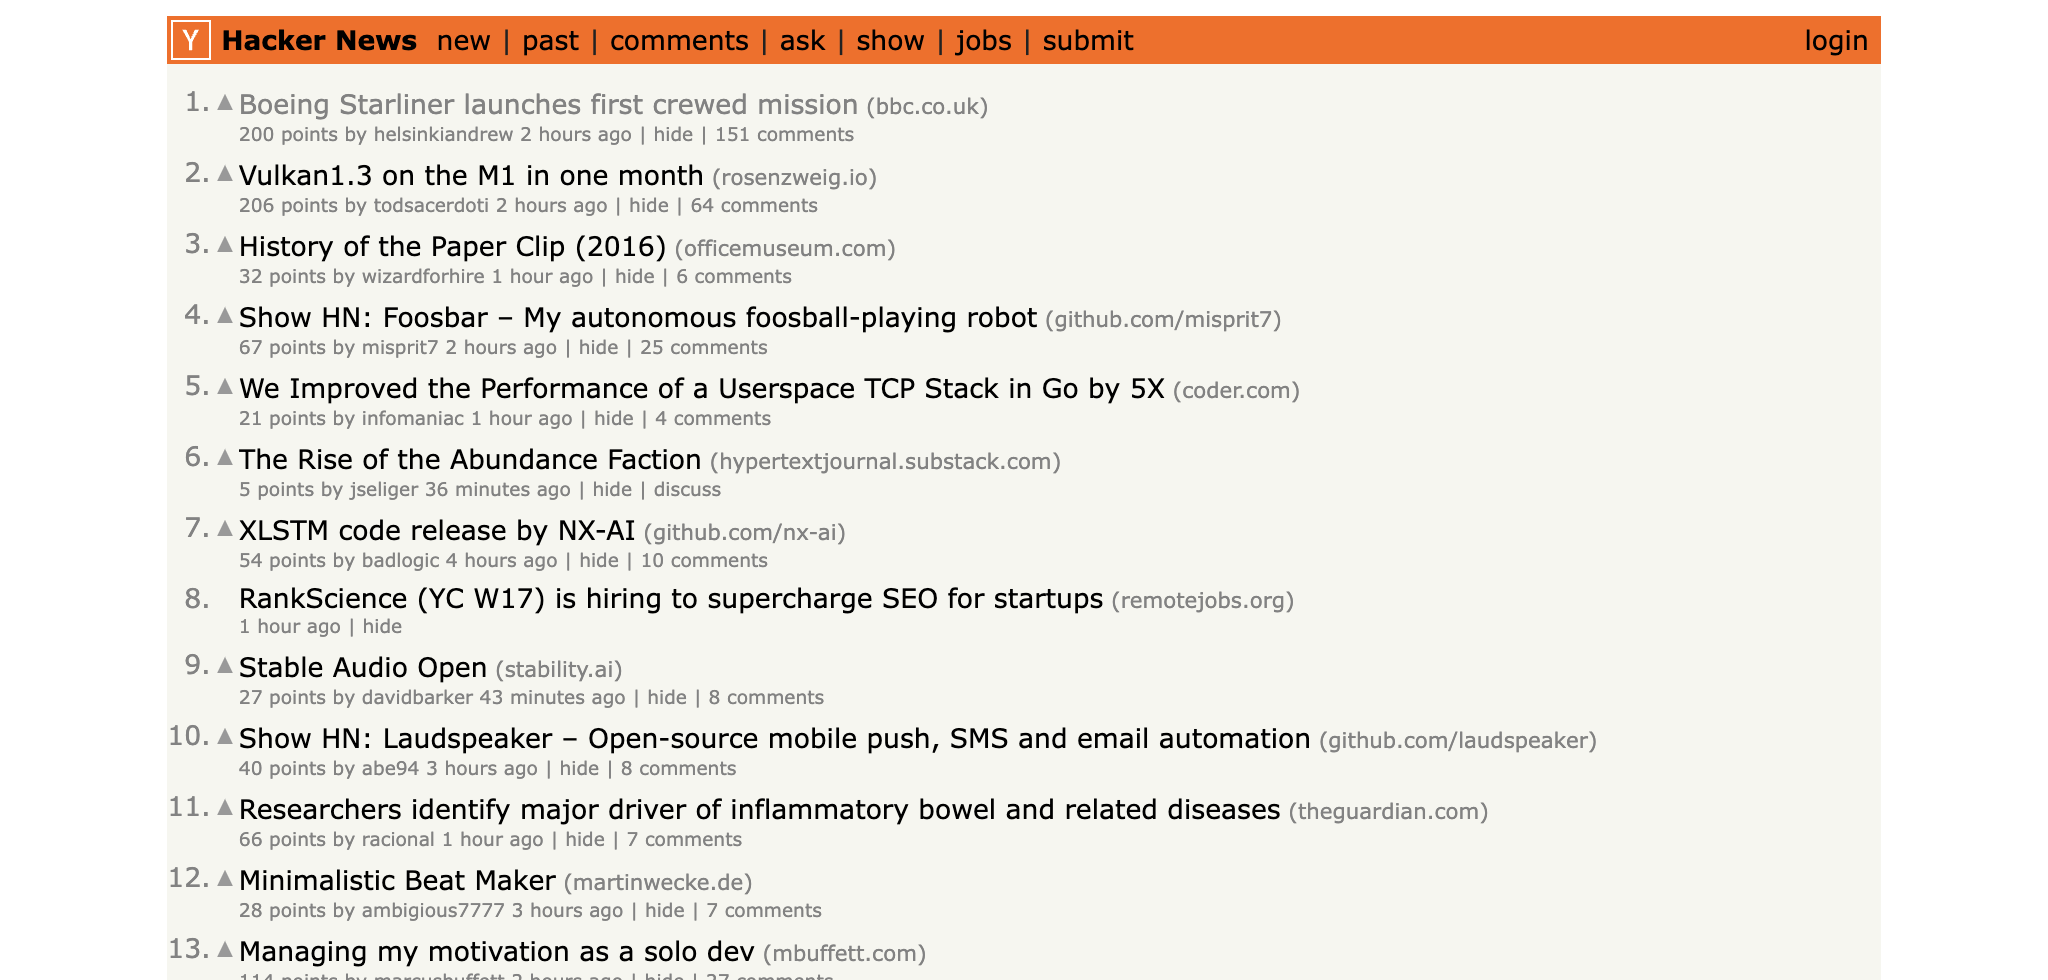 Y Hacker News new | past | comments | ask | show | jobs | submit login
1. ▲ Boeing Starliner launches first crewed mission (bbc.co.uk)
200 points by helsinkiandrew 2 hours ago | hide | 151 comments
2. ▲ Vulkan1.3 on the M1 in one month (rosenzweig.io)
206 points by todsacerdoti 2 hours ago | hide | 64 comments
3. ▲ History of the Paper Clip (2016) (officemuseum.com)
32 points by wizardforhire 1 hour ago | hide | 6 comments
4. ▲ Show HN: Foosbar – My autonomous foosball-playing robot (github.com/misprit7)
67 points by misprit7 2 hours ago | hide | 25 comments
5. ▲ We Improved the Performance of a Userspace TCP Stack in Go by 5X (coder.com)
21 points by infomaniac 1 hour ago | hide | 4 comments
6. ▲ The Rise of the Abundance Faction (hypertextjournal.substack.com)
5 points by jseliger 36 minutes ago | hide | discuss
7. ▲ XLSTM code release by NX-AI (github.com/nx-ai)
54 points by badlogic 4 hours ago | hide | 10 comments
8. RankScience (YC W17) is hiring to supercharge SEO for startups (remotejobs.org)
1 hour ago | hide
9. ▲ Stable Audio Open (stability.ai)
27 points by davidbarker 43 minutes ago | hide | 8 comments
10. ▲ Show HN: Laudspeaker – Open-source mobile push, SMS and email automation (github.com/laudspeaker)
40 points by abe94 3 hours ago | hide | 8 comments
11. ▲ Researchers identify major driver of inflammatory bowel and related diseases (theguardian.com)
66 points by racional 1 hour ago | hide | 7 comments
12. ▲ Minimalistic Beat Maker (martinwecke.de)
28 points by ambigious7777 3 hours ago | hide | 7 comments
13. ▲ Managing my motivation as a solo dev (mbuffett.com)